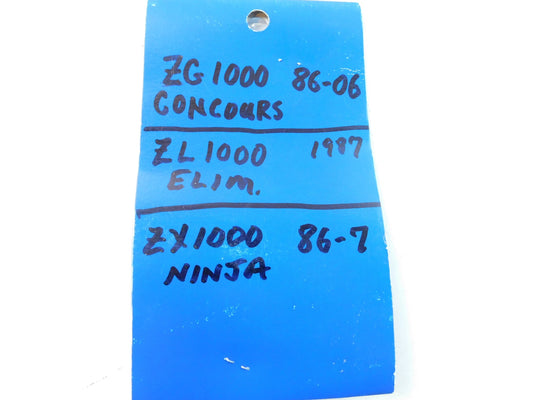 ZG1000 86-06
CONCOURS
ZL1000 1987
ELIM.
ZX1000 86-7
NINJA